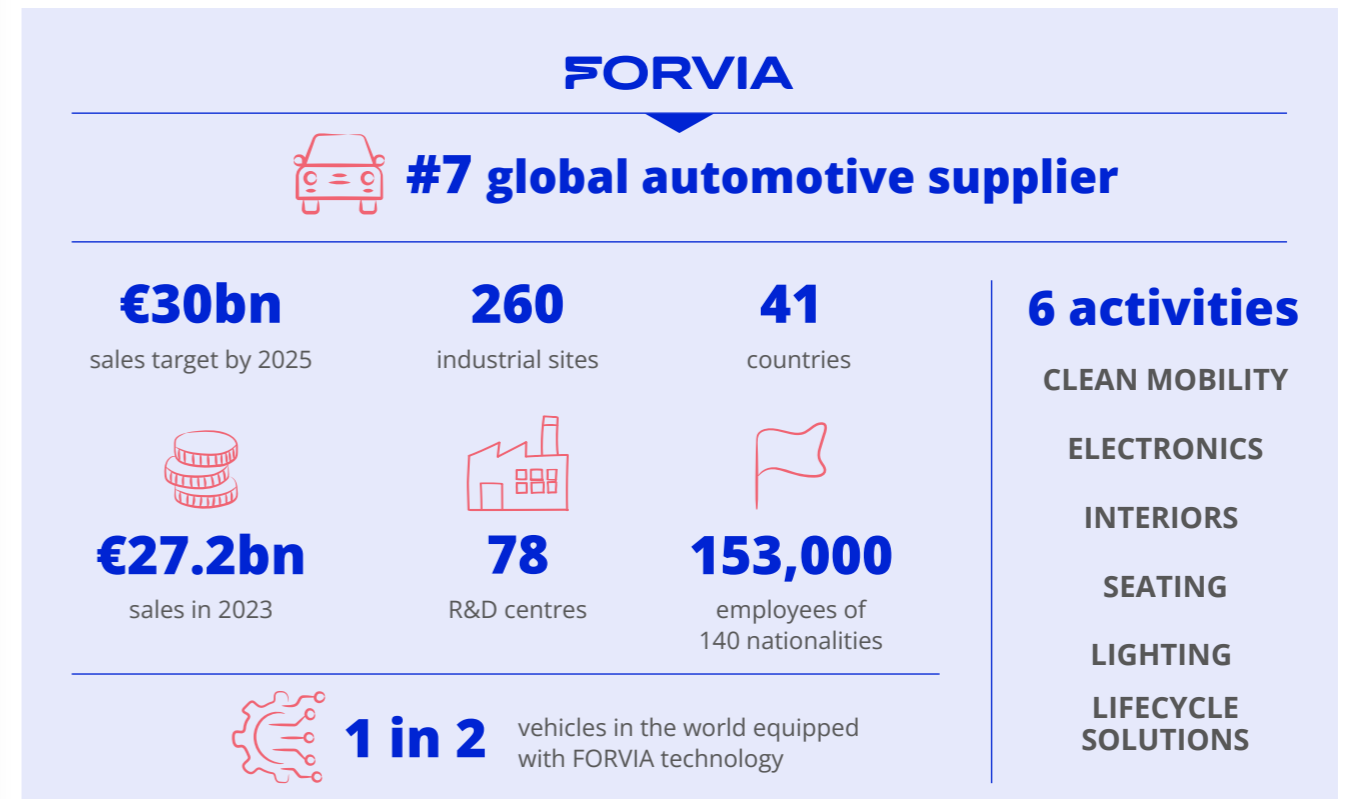 FORVIA
#7 global automotive supplier
€30bn
sales target by 2025
260
industrial sites
41
countries
€27.2bn
sales in 2023
78
R&D centres
153,000
employees of
140 nationalities
1 in 2
vehicles in the world equipped
with FORVIA technology
6 activities
CLEAN MOBILITY
ELECTRONICS
INTERIORS
SEATING
LIGHTING
LIFECYCLE
SOLUTIONS